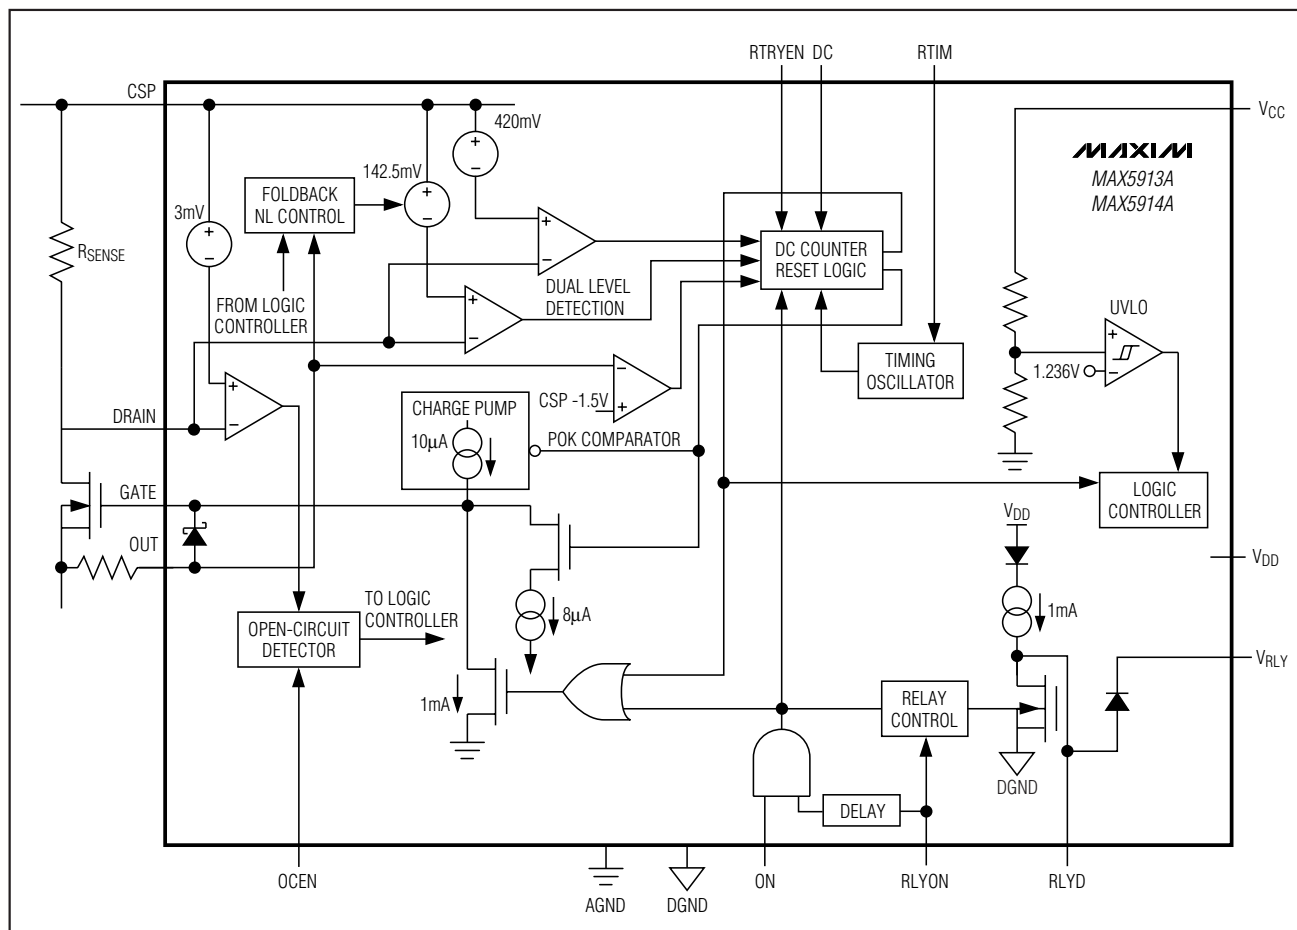 RTRYEN
DC
RTIM
CSP
VCC
420mV
MAXIM
MAX5913A
MAX5914A
142.5mV
FOLDBACK
NL CONTROL
3mV
RSENSE
DC COUNTER
RESET LOGIC
DUAL LEVEL
DETECTION
FROM LOGIC
CONTROLLER
UVLO
TIMING
OSCILLATOR
1.236V
CSP -1.5V
CHARGE PUMP
10µA
DRAIN
POK COMPARATOR
GATE
LOGIC
CONTROLLER
VDD
OUT
VDD
TO LOGIC
CONTROLLER
8µA
1mA
OPEN-CIRCUIT
DETECTOR
VRLY
1mA
RELAY
CONTROL
DGND
DELAY
OCEN
ON
RLYON
RLYD
AGND
DGND